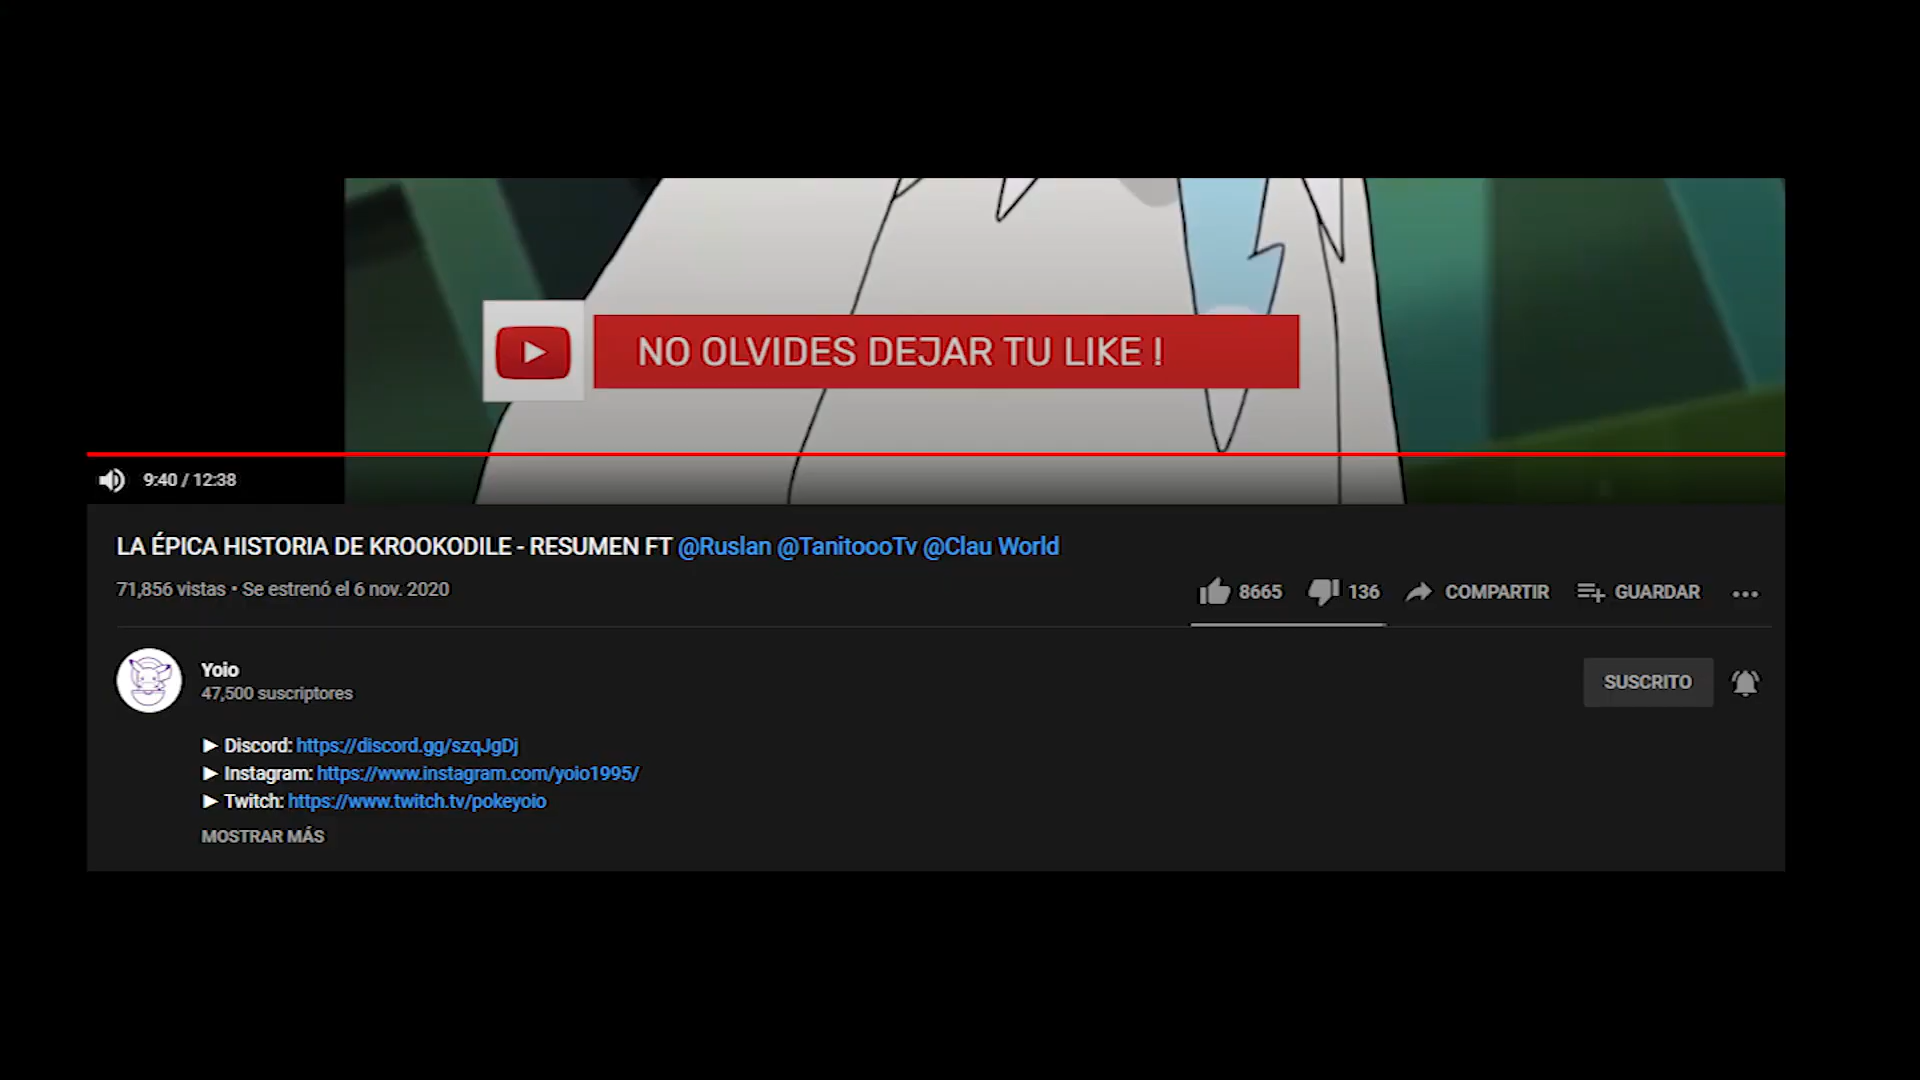 NO OLVIDES DEJAR TU LIKE !
9:40 / 12:38
LA ÉPICA HISTORIA DE KROOKODILE - RESUMEN FT @Ruslan @TanitoooTv @Clau World
71,856 vistas • Se estrenó el 6 nov. 2020
8665 136 COMPARTIR GUARDAR
Yoio
47,500 suscriptores
SUSCRITO
► Discord: https://discord.gg/szqJgDj
► Instagram: https://www.instagram.com/yoio1995/
► Twitch: https://www.twitch.tv/pokeyoio
MOSTRAR MÁS